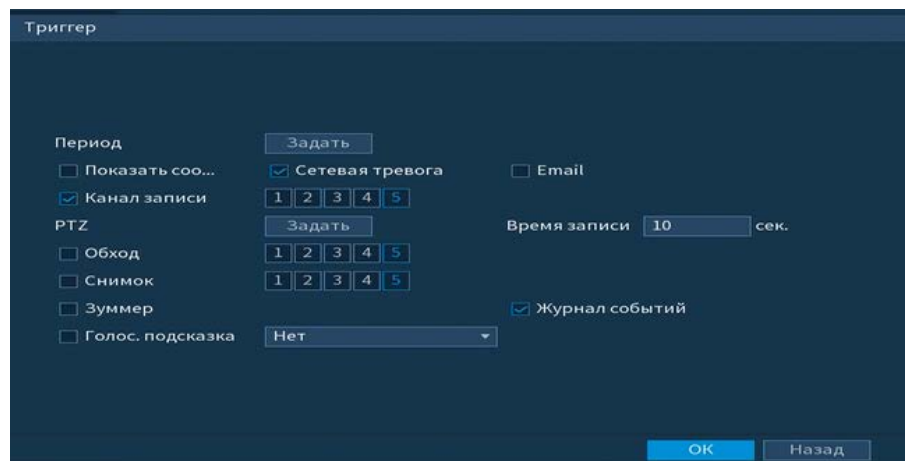 Триггер
Период Задать
Показать соо... Сетевая тревога Email
Канал записи 1 2 3 4 5
PTZ Задать Время записи 10 сек.
Обход 1 2 3 4 5
Снимок 1 2 3 4 5
Зуммер Журнал событий
Голос. подсказка Нет
OK Назад